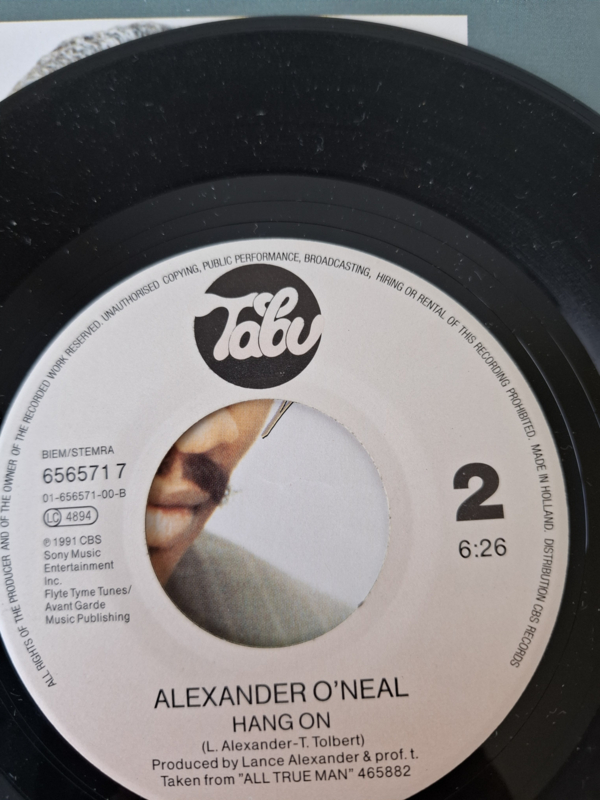 ALL RIGHTS OF THE PRODUCER AND OF THE OWNER OF THE RECORDED WORK RESERVED. UNAUTHORISED COPYING, PUBLIC PERFORMANCE, BROADCASTING, HIRING OR RENTAL OF THIS RECORDING PROHIBITED. MADE IN HOLLAND. DISTRIBUTION CBS RECORDS
Tabu
BIEM/STEMRA
656571 7
01-656571-00-B
LC 4894
℗ 1991 CBS
Sony Music
Entertainment
Inc.
Flyte Tyme Tunes/
Avant Garde
Music Publishing
2
6:26
ALEXANDER O'NEAL
HANG ON
(L. Alexander-T. Tolbert)
Produced by Lance Alexander & prof. t.
Taken from "ALL TRUE MAN" 465882